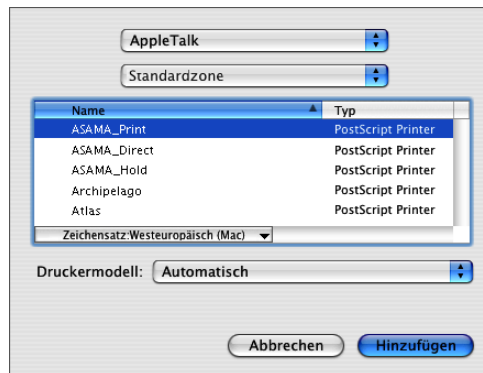 AppleTalk
Standardzone
Name Typ
ASAMA_Print PostScript Printer
ASAMA_Direct PostScript Printer
ASAMA_Hold PostScript Printer
Archipelago PostScript Printer
Atlas PostScript Printer
Zeichensatz:Westeuropäisch (Mac)
Druckermodell: Automatisch
Abbrechen Hinzufügen